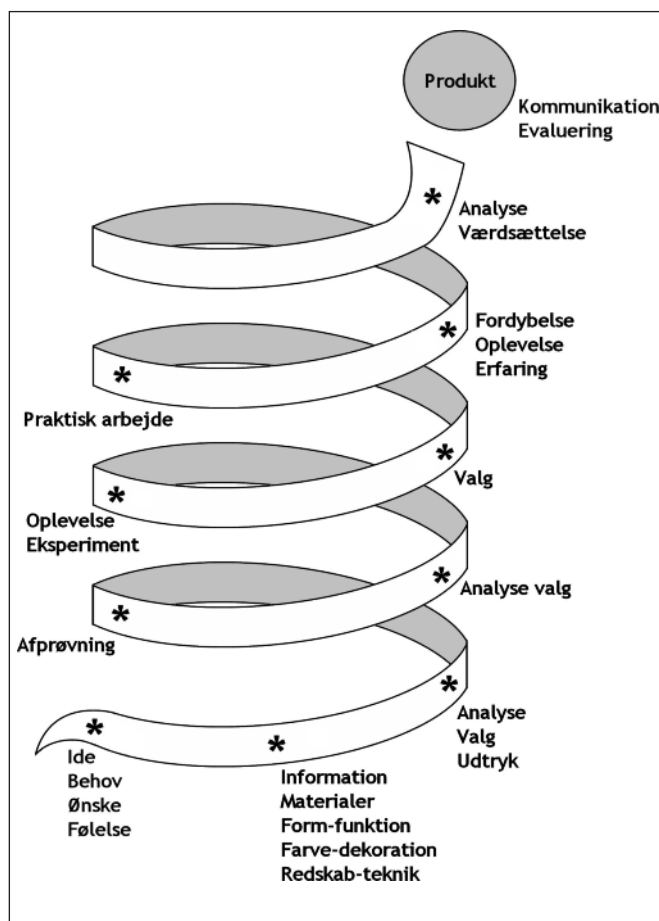 Produkt
Kommunikation
Evaluering
*
Analyse
Værdsættelse
*
Fordybelse
Oplevelse
Erfaring
*
Praktisk arbejde
*
Valg
*
Oplevelse
Eksperiment
*
Analyse valg
*
Afprøvning
*
Analyse
Valg
Udtryk
*
Ide
Behov
Ønske
Følelse
*
Information
Materialer
Form-funktion
Farve-dekoration
Redskab-teknik